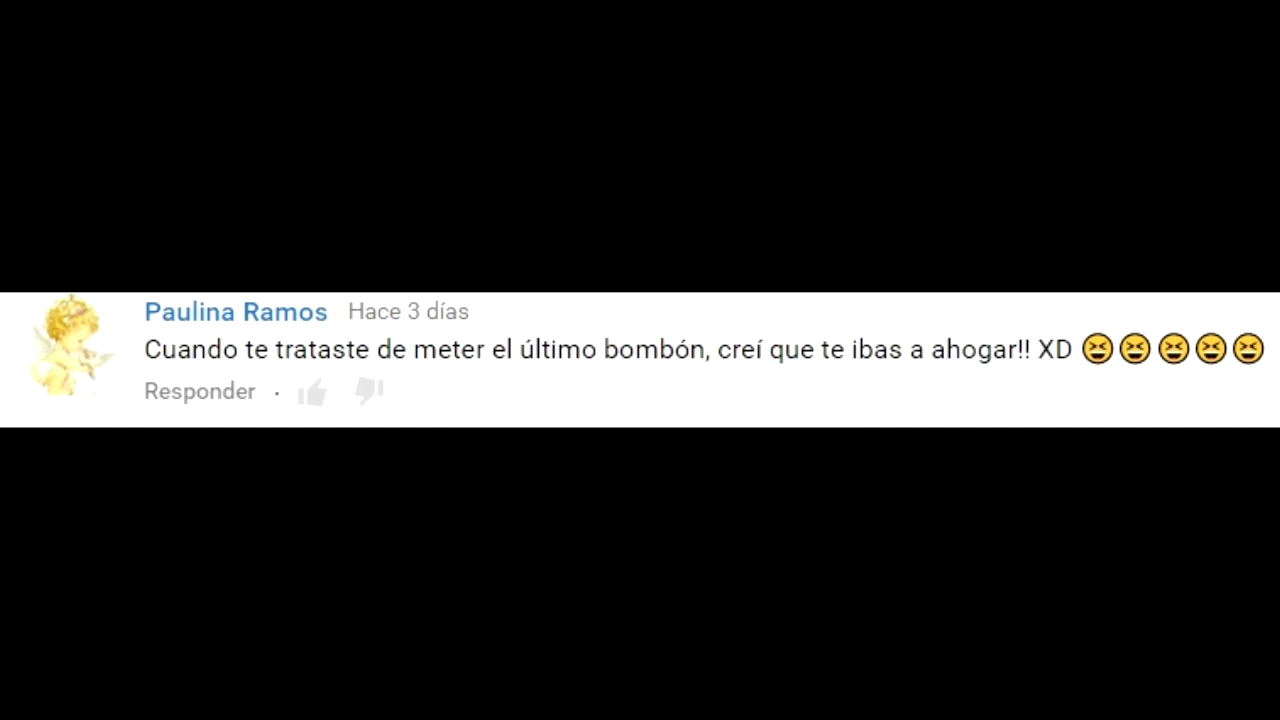 Paulina Ramos Hace 3 días
Cuando te trataste de meter el último bombón, creí que te ibas a ahogar!! XD 😆😆😆😆😆
Responder ·